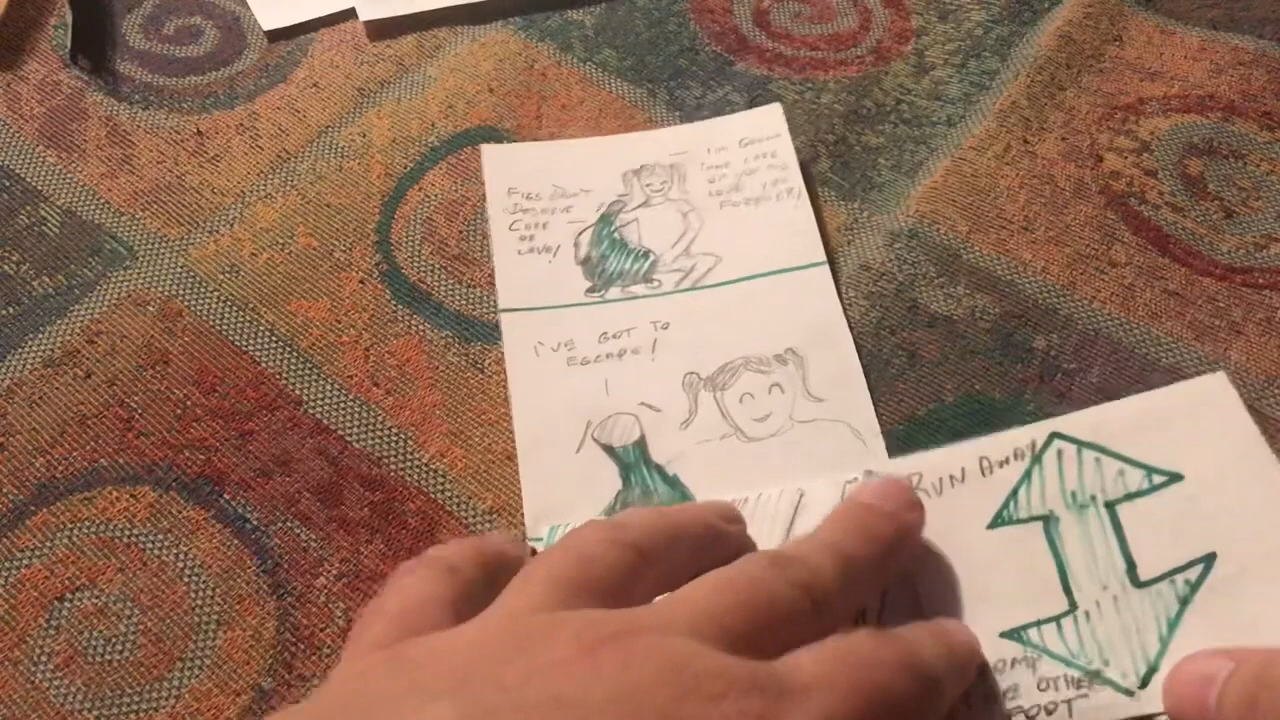 FIGS DON'T
DESERVE
CARE
OR
LOVE!
I'M GONNA
TAKE CARE
OF YOU AND
LOVE YOU
FOREVER!
I'VE GOT TO
ESCAPE!
RUN AWAY
OTHER
FOOT